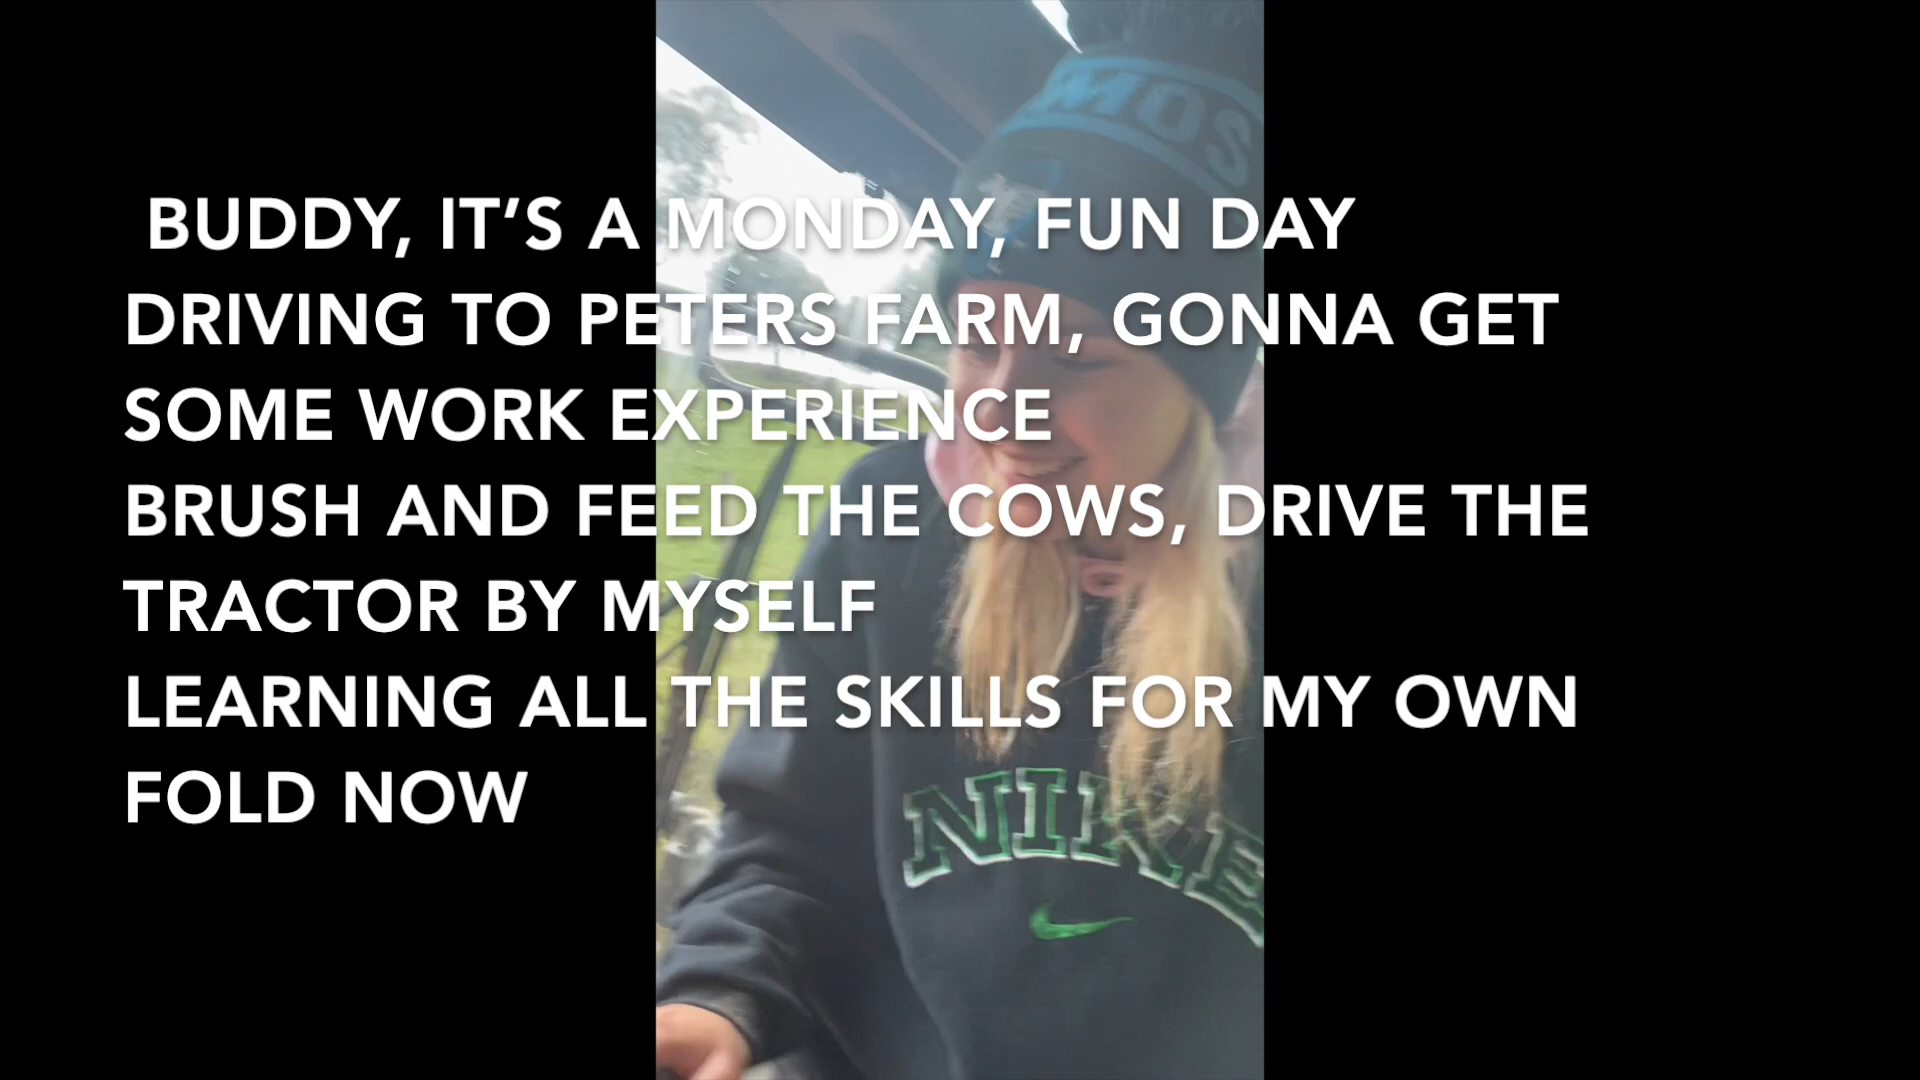 MOS
BUDDY, IT’S A MONDAY, FUN DAY
DRIVING TO PETERS FARM, GONNA GET
SOME WORK EXPERIENCE
BRUSH AND FEED THE COWS, DRIVE THE
TRACTOR BY MYSELF
LEARNING ALL THE SKILLS FOR MY OWN
FOLD NOW
NIKE